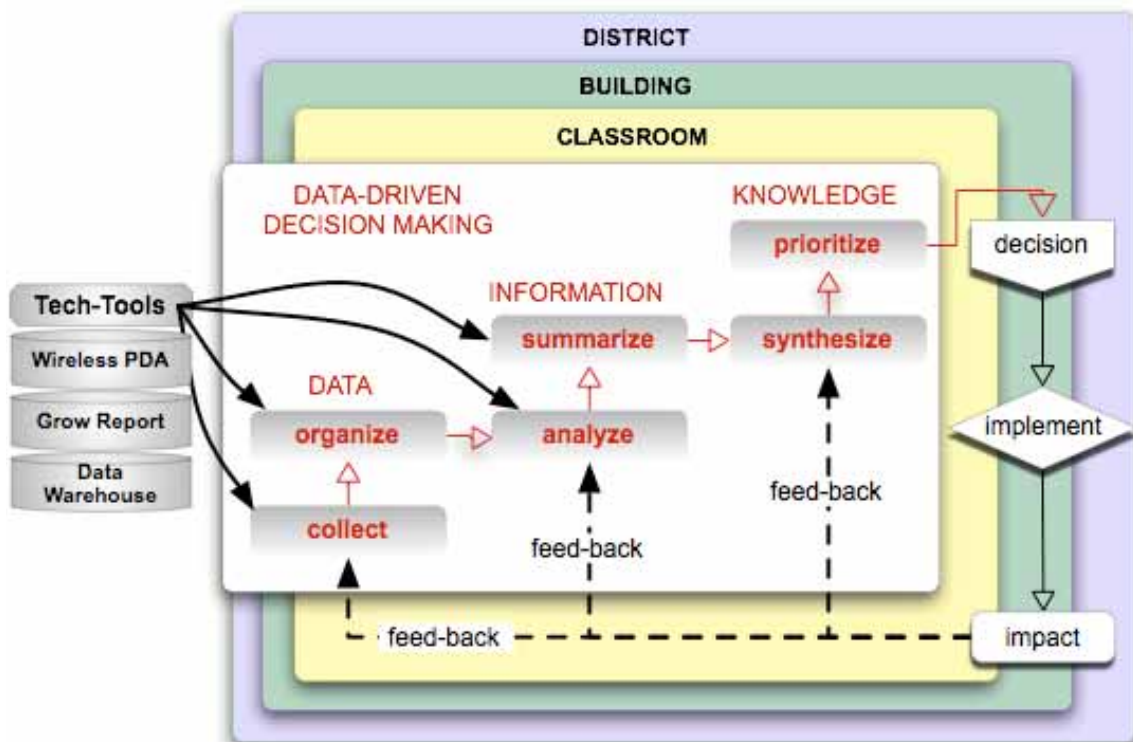 DISTRICT
BUILDING
CLASSROOM
DATA-DRIVEN
DECISION MAKING
KNOWLEDGE
prioritize
decision
Tech-Tools
INFORMATION
summarize
synthesize
Wireless PDA
DATA
Grow Report
organize
analyze
implement
Data
Warehouse
feed-back
collect
feed-back
feed-back
impact